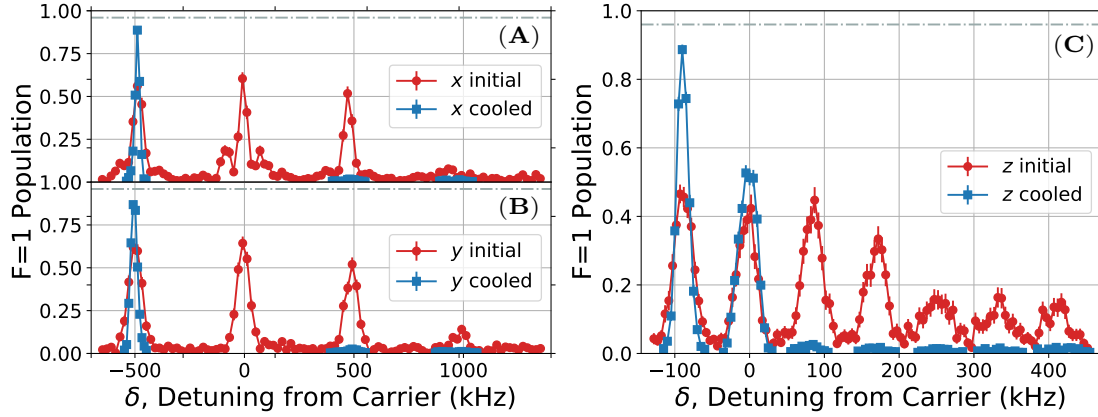 1.00
0.75
0.50
0.25
1.00
0.75
0.50
0.25
0.00
F=1 Population
(A)
x initial
x cooled
(B)
y initial
y cooled
−500
0
500
1000
δ, Detuning from Carrier (kHz)
1.0
0.8
0.6
0.4
0.2
0.0
F=1 Population
(C)
z initial
z cooled
−100
0
100
200
300
400
δ, Detuning from Carrier (kHz)